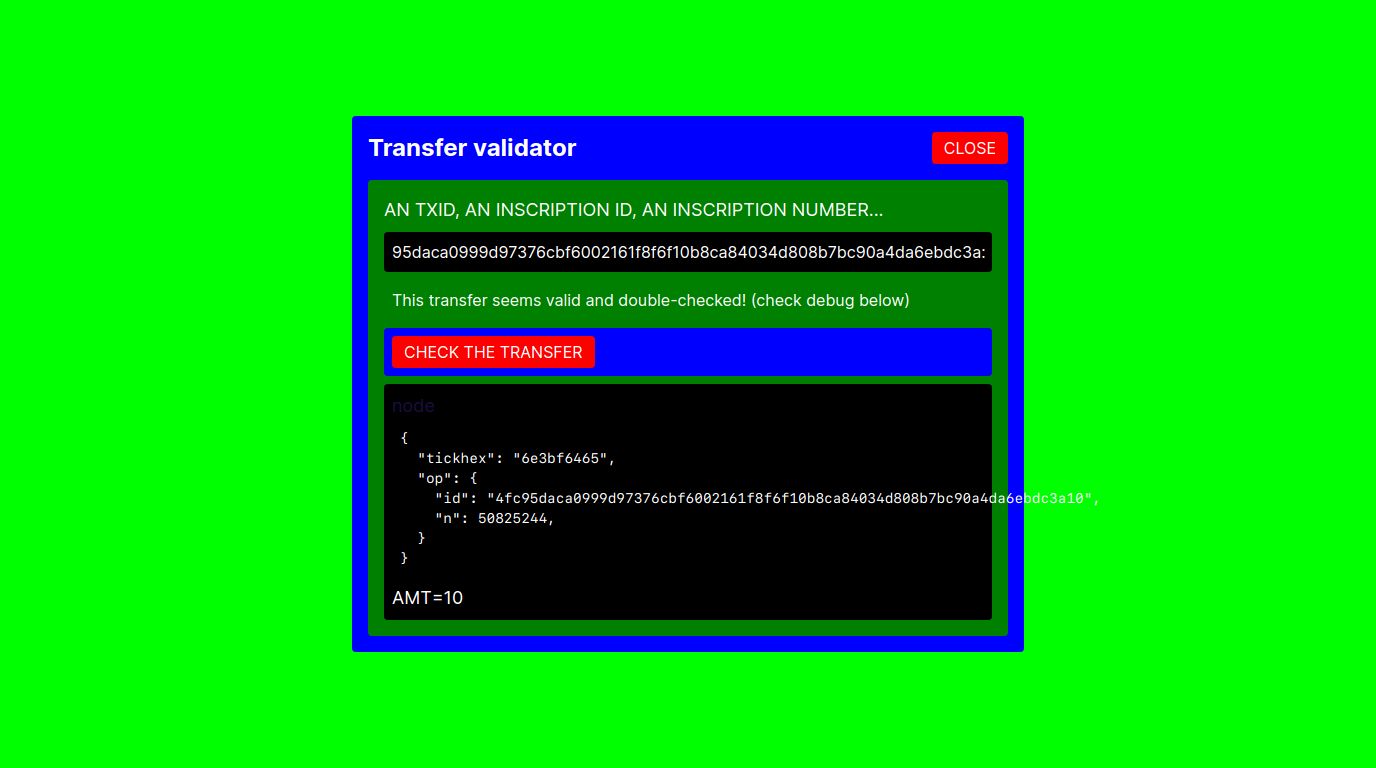 Transfer validator
CLOSE
AN TXID, AN INSCRIPTION ID, AN INSCRIPTION NUMBER...
95daca0999d97376cbf6002161f8f6f10b8ca84034d808b7bc90a4da6ebdc3a:
This transfer seems valid and double-checked! (check debug below)
CHECK THE TRANSFER
node
{
"tickhex": "6e3bf6465",
"op": {
"id": "4fc95daca0999d97376cbf6002161f8f6f10b8ca84034d808b7bc90a4da6ebdc3a10",
"n": 50825244,
}
}
AMT=10